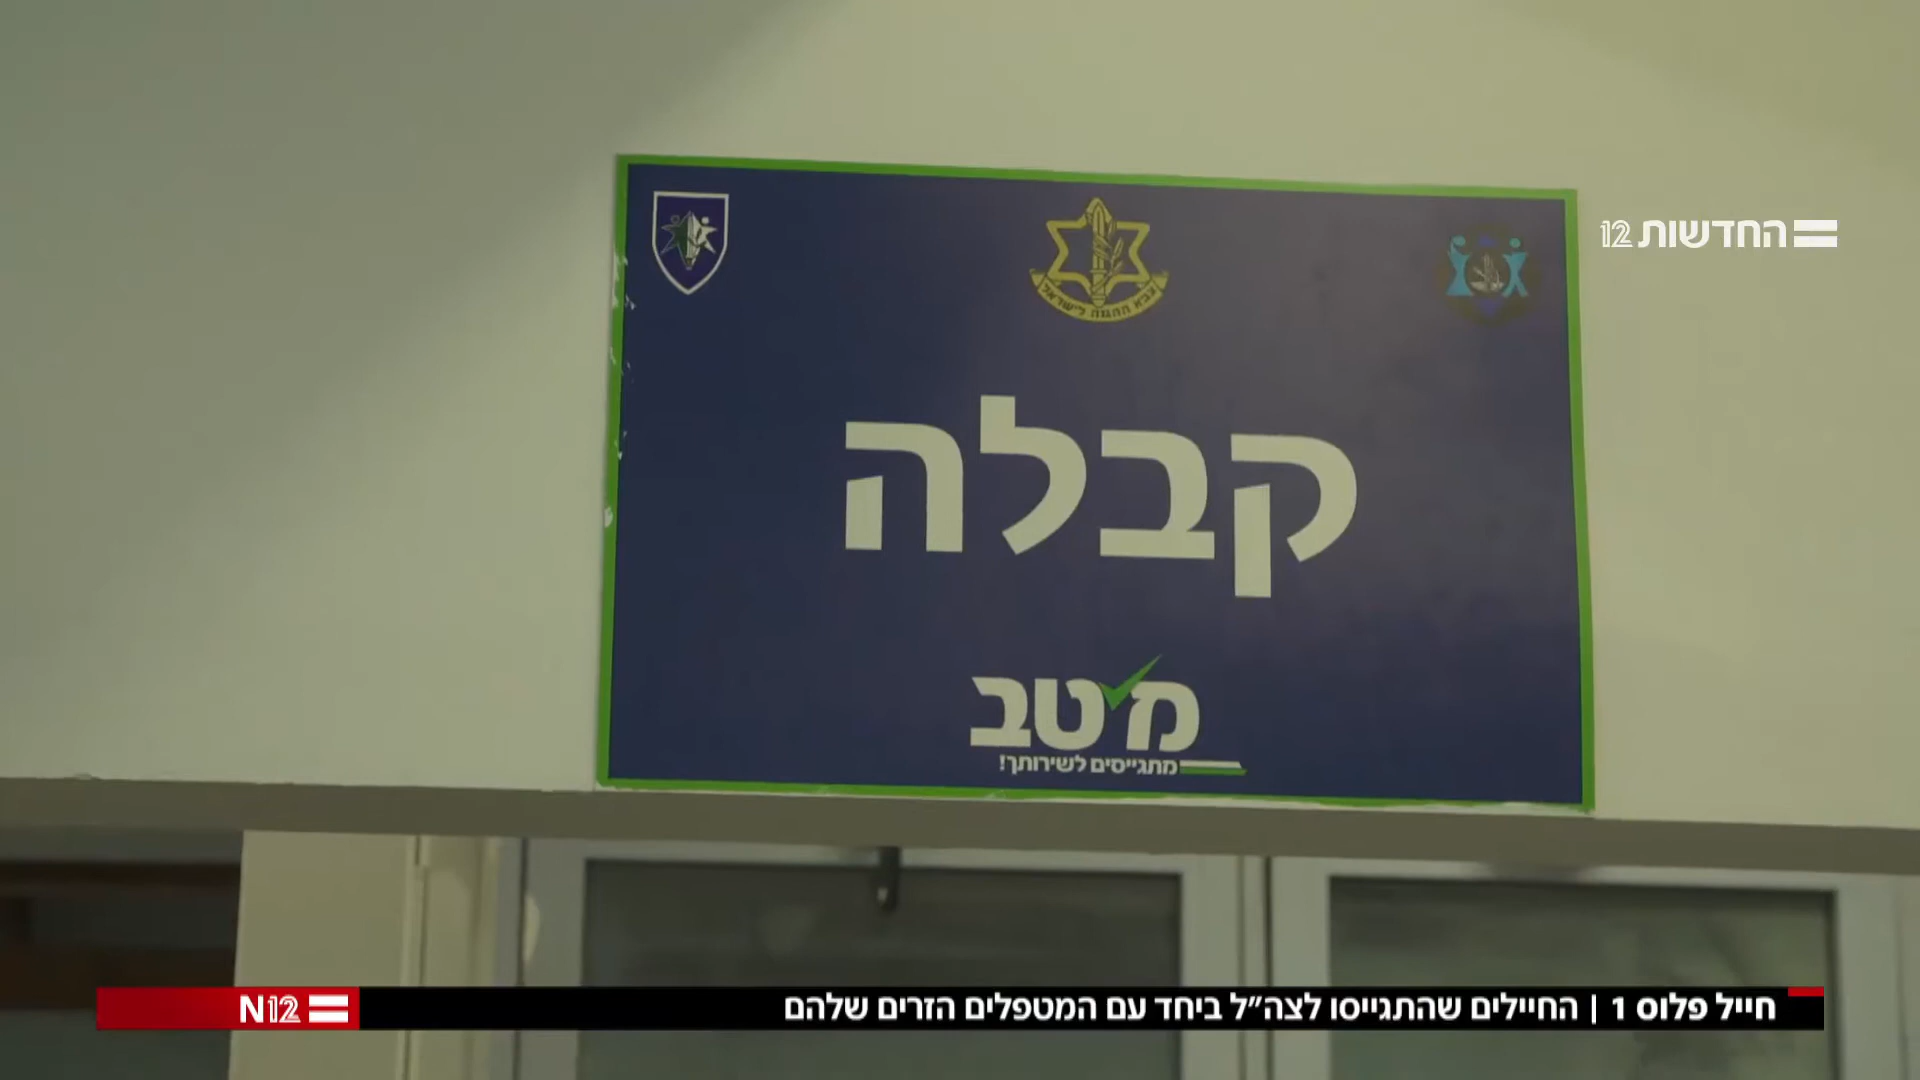 החדשות 12
צבא ההגנה לישראל
קבלה
מיטב
מתגייסים לשירותך!
חייל פלוס 1 | החיילים שהתגייסו לצה"ל ביחד עם המטפלים הזרים שלהם
N12